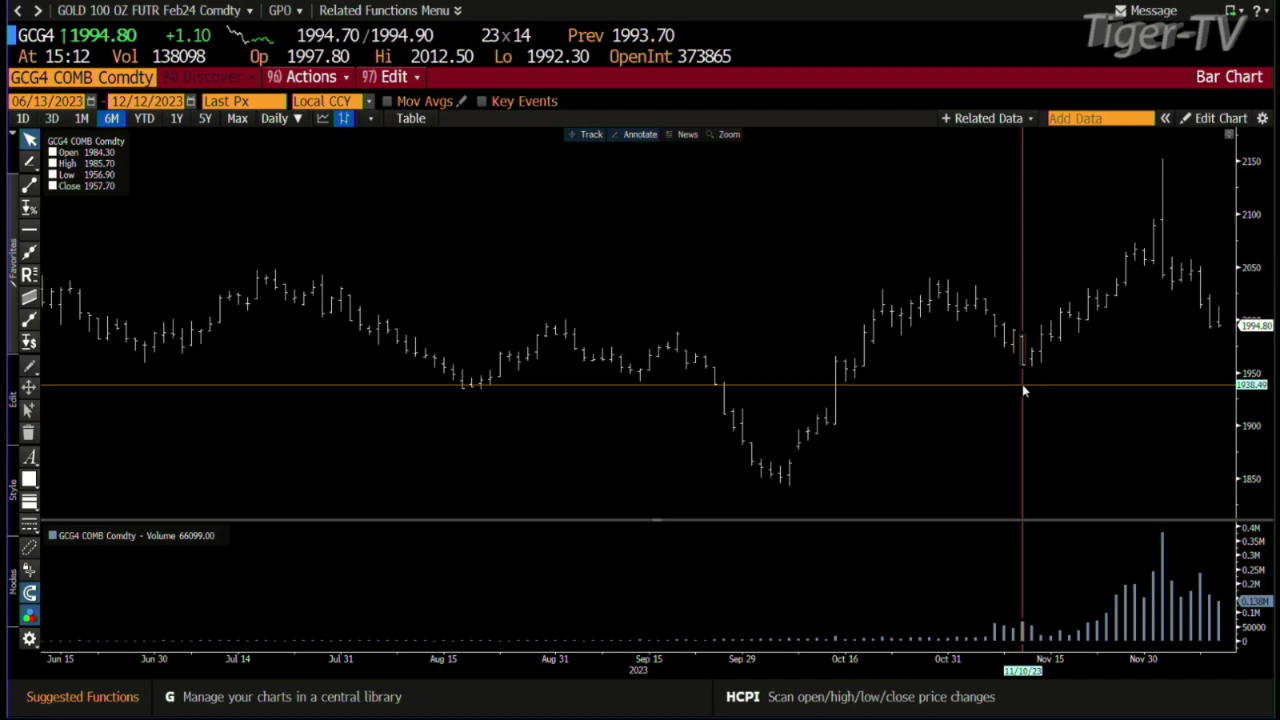 GOLD 100 OZ FUTR Feb24 Comdty GPO Related Functions Menu Message
Tiger-TV
GCG4 ↑1994.80 +1.10 1994.70/1994.90 23x14 Prev 1993.70
At 15:12 Vol 138098 Op 1997.80 Hi 2012.50 Lo 1992.30 OpenInt 373865
GCG4 COMB Comdty 96) Actions 97) Edit Bar Chart
06/13/2023 - 12/12/2023 Last Px Local CCY Mov Avgs Key Events
1D 3D 1M 6M YTD 1Y 5Y Max Daily ▼ Table + Related Data Add Data « Edit Chart
Track Annotate News Zoom
GCG4 COMB Comdty
Open 1984.30
High 1985.70
Low 1956.90
Close 1957.70
2150
2100
2050
1994.80
1950
1938.49
1900
1850
Favorites
Edit
Style
Modes
GCG4 COMB Comdty - Volume 66099.00
0.4M
0.35M
0.3M
0.25M
0.2M
0.138M
0.1M
50000
0
Jun 15 Jun 30 Jul 14 Jul 31 Aug 15 Aug 31 Sep 15 Sep 29 Oct 16 Oct 31 Nov 15 Nov 30
2023
11/10/23
Suggested Functions G Manage your charts in a central library HCPI Scan open/high/low/close price changes